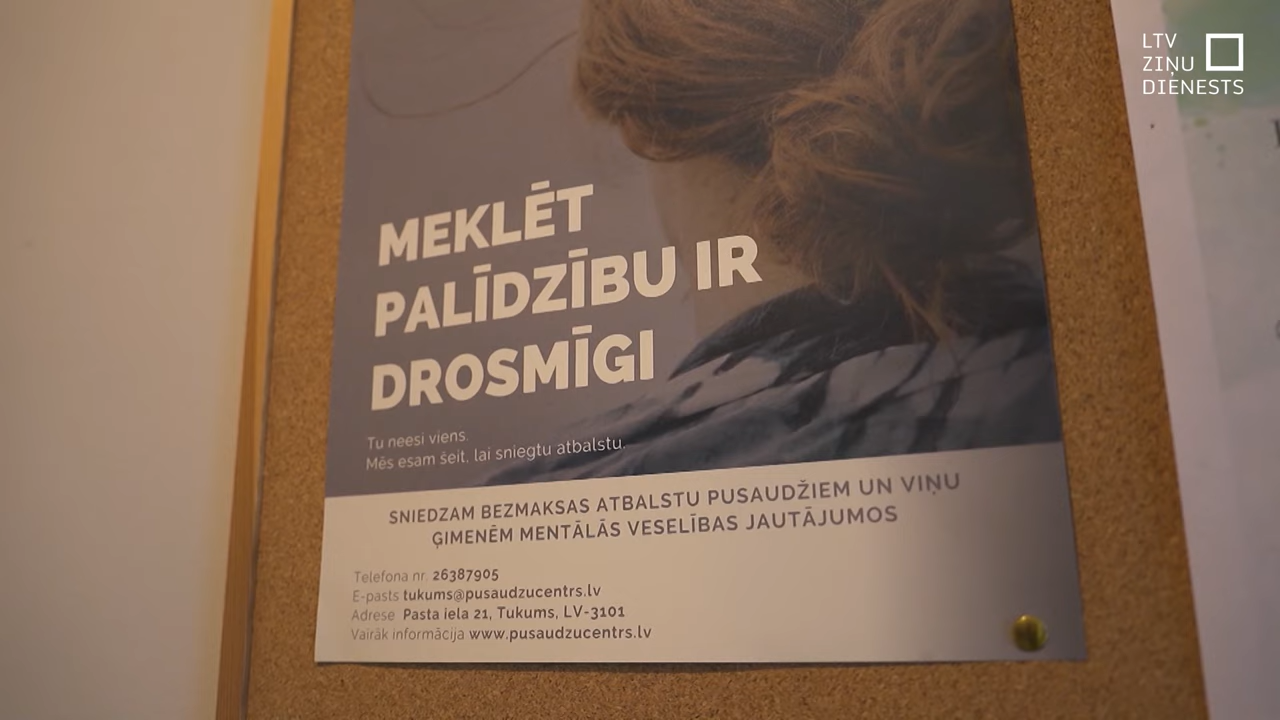 LTV
ZIŅU
DIENESTS
MEKLĒT
PALĪDZĪBU IR
DROSMĪGI
Tu neesi viens.
Mēs esam šeit, lai sniegtu atbalstu.
SNIEDZAM BEZMAKSAS ATBALSTU PUSAUDŽIEM UN VIŅU
ĢIMENĒM MENTĀLĀS VESELĪBAS JAUTĀJUMOS
Telefona nr. 26387905
E-pasts tukums@pusaudzucentrs.lv
Adrese Pasta iela 21, Tukums, LV-3101
Vairāk informācija www.pusaudzucentrs.lv